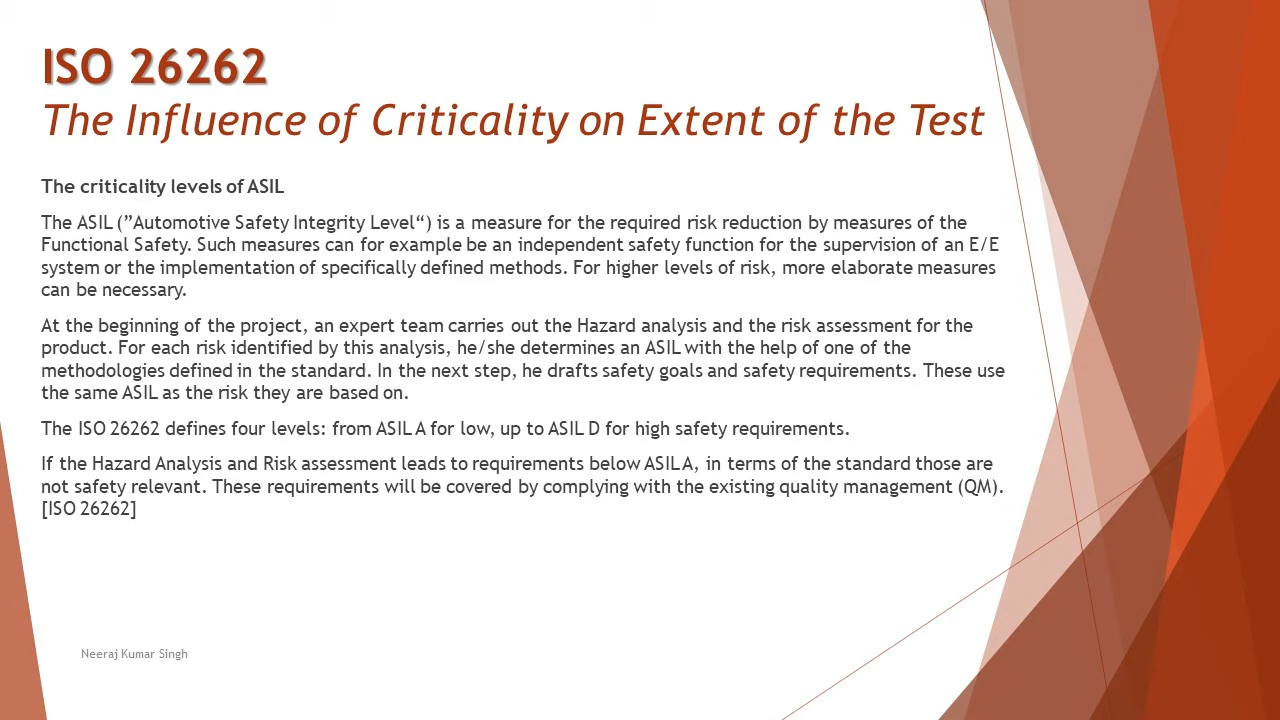 ISO 26262
The Influence of Criticality on Extent of the Test
The criticality levels of ASIL
The ASIL (”Automotive Safety Integrity Level“) is a measure for the required risk reduction by measures of the
Functional Safety. Such measures can for example be an independent safety function for the supervision of an E/E
system or the implementation of specifically defined methods. For higher levels of risk, more elaborate measures
can be necessary.
At the beginning of the project, an expert team carries out the Hazard analysis and the risk assessment for the
product. For each risk identified by this analysis, he/she determines an ASIL with the help of one of the
methodologies defined in the standard. In the next step, he drafts safety goals and safety requirements. These use
the same ASIL as the risk they are based on.
The ISO 26262 defines four levels: from ASIL A for low, up to ASIL D for high safety requirements.
If the Hazard Analysis and Risk assessment leads to requirements below ASIL A, in terms of the standard those are
not safety relevant. These requirements will be covered by complying with the existing quality management (QM).
[ISO 26262]
Neeraj Kumar Singh